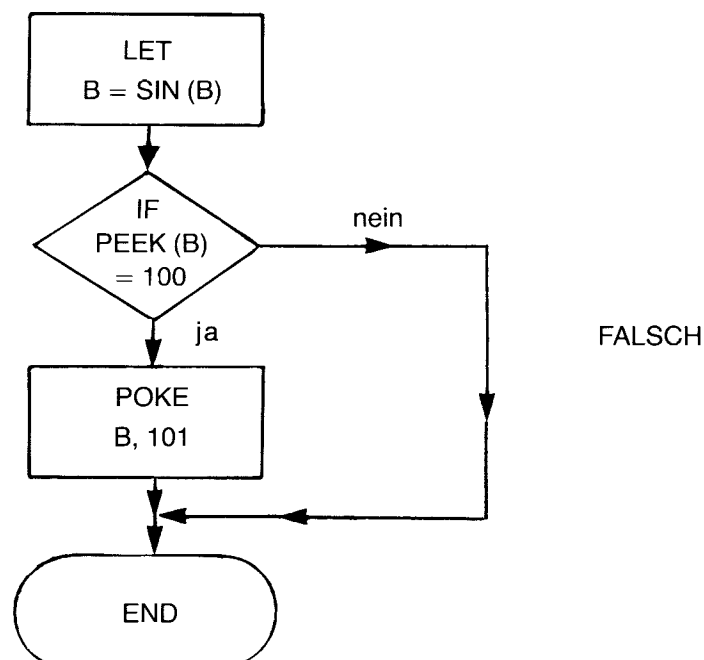 LET
B = SIN (B)
IF
PEEK (B)
= 100
nein
ja
FALSCH
POKE
B, 101
END